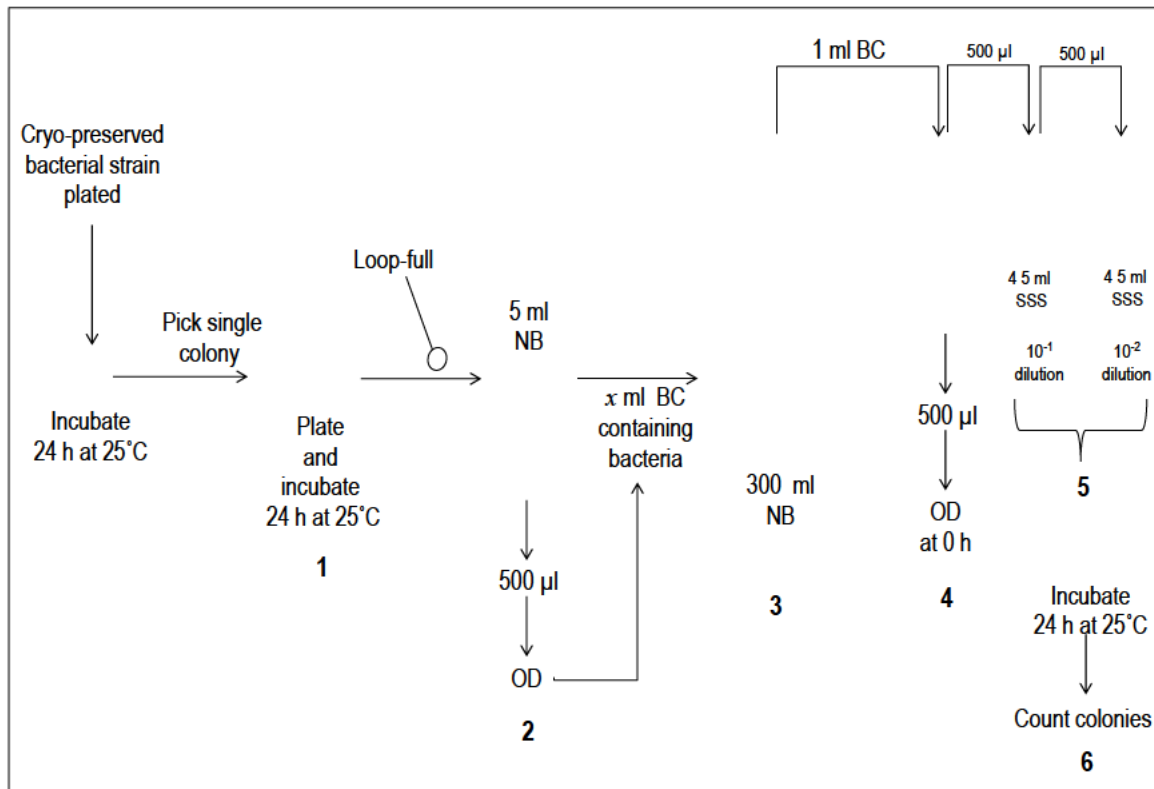 1 ml BC
500 µl
500 µl
Cryo-preserved
bacterial strain
plated
Loop-full
Pick single
colony
5 ml
NB
4 5 ml
SSS
4 5 ml
SSS
10⁻¹
dilution
10⁻²
dilution
Incubate
24 h at 25˚C
Plate
and
incubate
24 h at 25˚C
1
x ml BC
containing
bacteria
500 µl
OD
2
300 ml
NB
3
500 µl
OD
at 0 h
4
5
Incubate
24 h at 25˚C
Count colonies
6